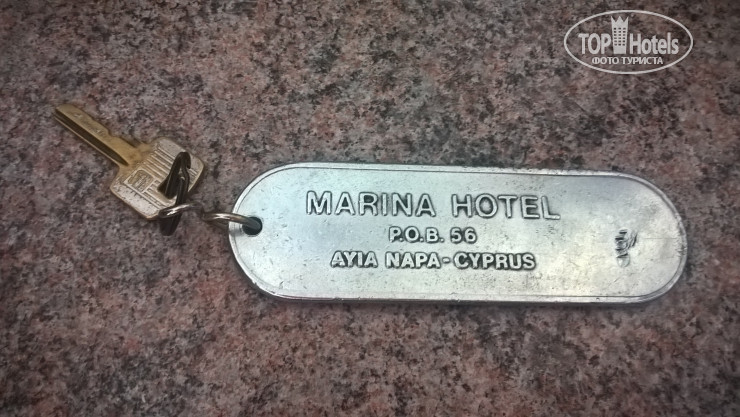 TOP Hotels
ФОТО ТУРИСТА
MARINA HOTEL
P.O.B. 56
AYIA NAPA-CYPRUS